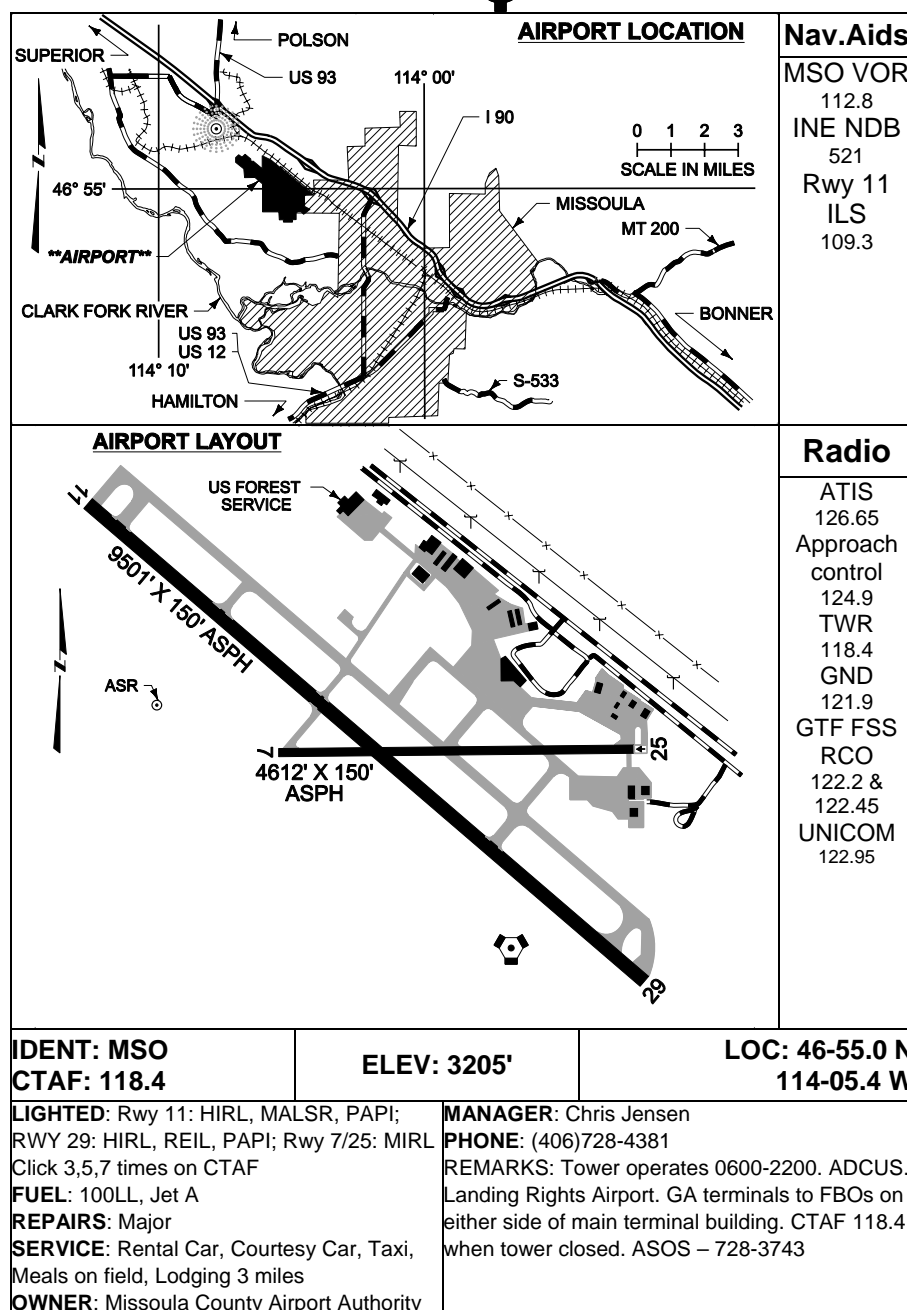 AIRPORT LOCATION
SUPERIOR
POLSON
US 93
114° 00'
I 90
0 1 2 3
SCALE IN MILES
N
46° 55'
MISSOULA
MT 200
**AIRPORT**
CLARK FORK RIVER
US 93
US 12
BONNER
114° 10'
S-533
HAMILTON
Nav.Aids
MSO VOR
112.8
INE NDB
521
Rwy 11
ILS
109.3
AIRPORT LAYOUT
US FOREST
SERVICE
11
9501' X 150' ASPH
N
ASR
7
25
4612' X 150'
ASPH
29
Radio
ATIS
126.65
Approach
control
124.9
TWR
118.4
GND
121.9
GTF FSS
RCO
122.2 &
122.45
UNICOM
122.95
IDENT: MSO
CTAF: 118.4
ELEV: 3205'
LOC: 46-55.0 N
114-05.4 W
LIGHTED: Rwy 11: HIRL, MALSR, PAPI;
RWY 29: HIRL, REIL, PAPI; Rwy 7/25: MIRL
Click 3,5,7 times on CTAF
FUEL: 100LL, Jet A
REPAIRS: Major
SERVICE: Rental Car, Courtesy Car, Taxi,
Meals on field, Lodging 3 miles
OWNER: Missoula County Airport Authority
MANAGER: Chris Jensen
PHONE: (406)728-4381
REMARKS: Tower operates 0600-2200. ADCUS.
Landing Rights Airport. GA terminals to FBOs on
either side of main terminal building. CTAF 118.4
when tower closed. ASOS – 728-3743